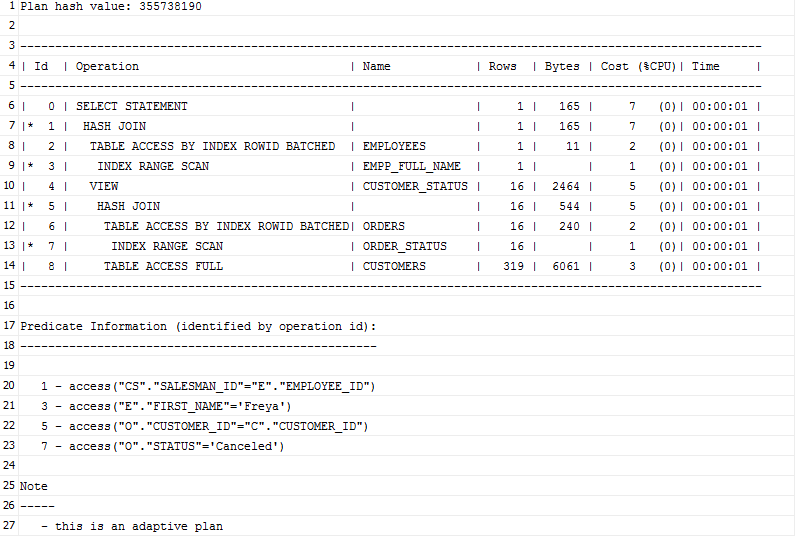 1 Plan hash value: 355738190
2
3 ----------------------------------------------------------------------------------------------------------
4 | Id  | Operation                              | Name            | Rows  | Bytes | Cost (%CPU)| Time     |
5 ----------------------------------------------------------------------------------------------------------
6 |   0 | SELECT STATEMENT                       |                 |     1 |   165 |     7   (0)| 00:00:01 |
7 |*  1 |  HASH JOIN                             |                 |     1 |   165 |     7   (0)| 00:00:01 |
8 |   2 |   TABLE ACCESS BY INDEX ROWID BATCHED  | EMPLOYEES       |     1 |    11 |     2   (0)| 00:00:01 |
9 |*  3 |    INDEX RANGE SCAN                    | EMPP_FULL_NAME  |     1 |       |     1   (0)| 00:00:01 |
10 |   4 |   VIEW                                 | CUSTOMER_STATUS |    16 |  2464 |     5   (0)| 00:00:01 |
11 |*  5 |    HASH JOIN                           |                 |    16 |   544 |     5   (0)| 00:00:01 |
12 |   6 |     TABLE ACCESS BY INDEX ROWID BATCHED| ORDERS          |    16 |   240 |     2   (0)| 00:00:01 |
13 |*  7 |      INDEX RANGE SCAN                  | ORDER_STATUS    |    16 |       |     1   (0)| 00:00:01 |
14 |   8 |     TABLE ACCESS FULL                  | CUSTOMERS       |   319 |  6061 |     3   (0)| 00:00:01 |
15 ----------------------------------------------------------------------------------------------------------
16
17 Predicate Information (identified by operation id):
18 ---------------------------------------------------
19
20    1 - access("CS"."SALESMAN_ID"="E"."EMPLOYEE_ID")
21    3 - access("E"."FIRST_NAME"='Freya')
22    5 - access("O"."CUSTOMER_ID"="C"."CUSTOMER_ID")
23    7 - access("O"."STATUS"='Canceled')
24
25 Note
26 -----
27    - this is an adaptive plan